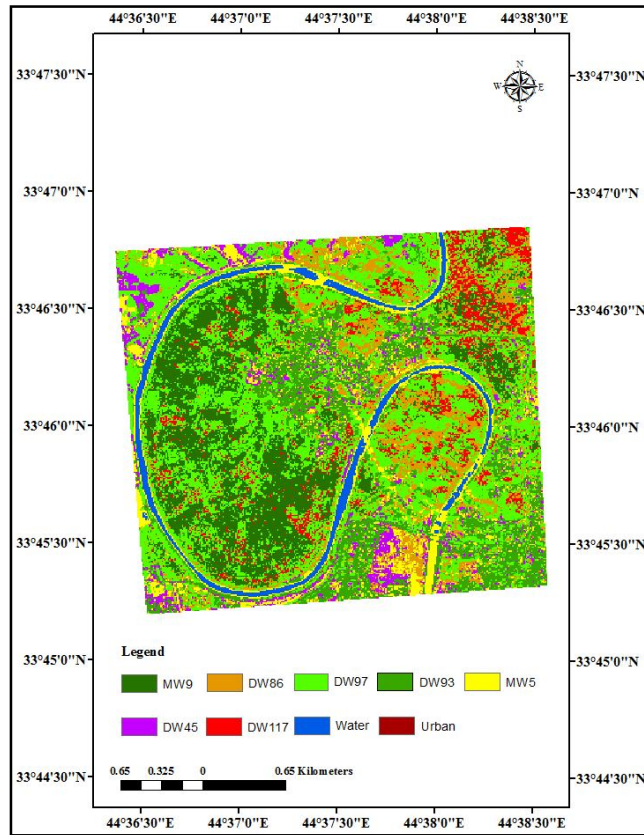 44°36'30"E 44°37'0"E 44°37'30"E 44°38'0"E 44°38'30"E
33°47'30"N 33°47'30"N
N
W E
S
33°47'0"N 33°47'0"N
33°46'30"N 33°46'30"N
33°46'0"N 33°46'0"N
33°45'30"N 33°45'30"N
Legend
33°45'0"N 33°45'0"N
MW9 DW86 DW97 DW93 MW5
DW45 DW117 Water Urban
0.65 0.325 0 0.65 Kilometers
33°44'30"N 33°44'30"N
44°36'30"E 44°37'0"E 44°37'30"E 44°38'0"E 44°38'30"E